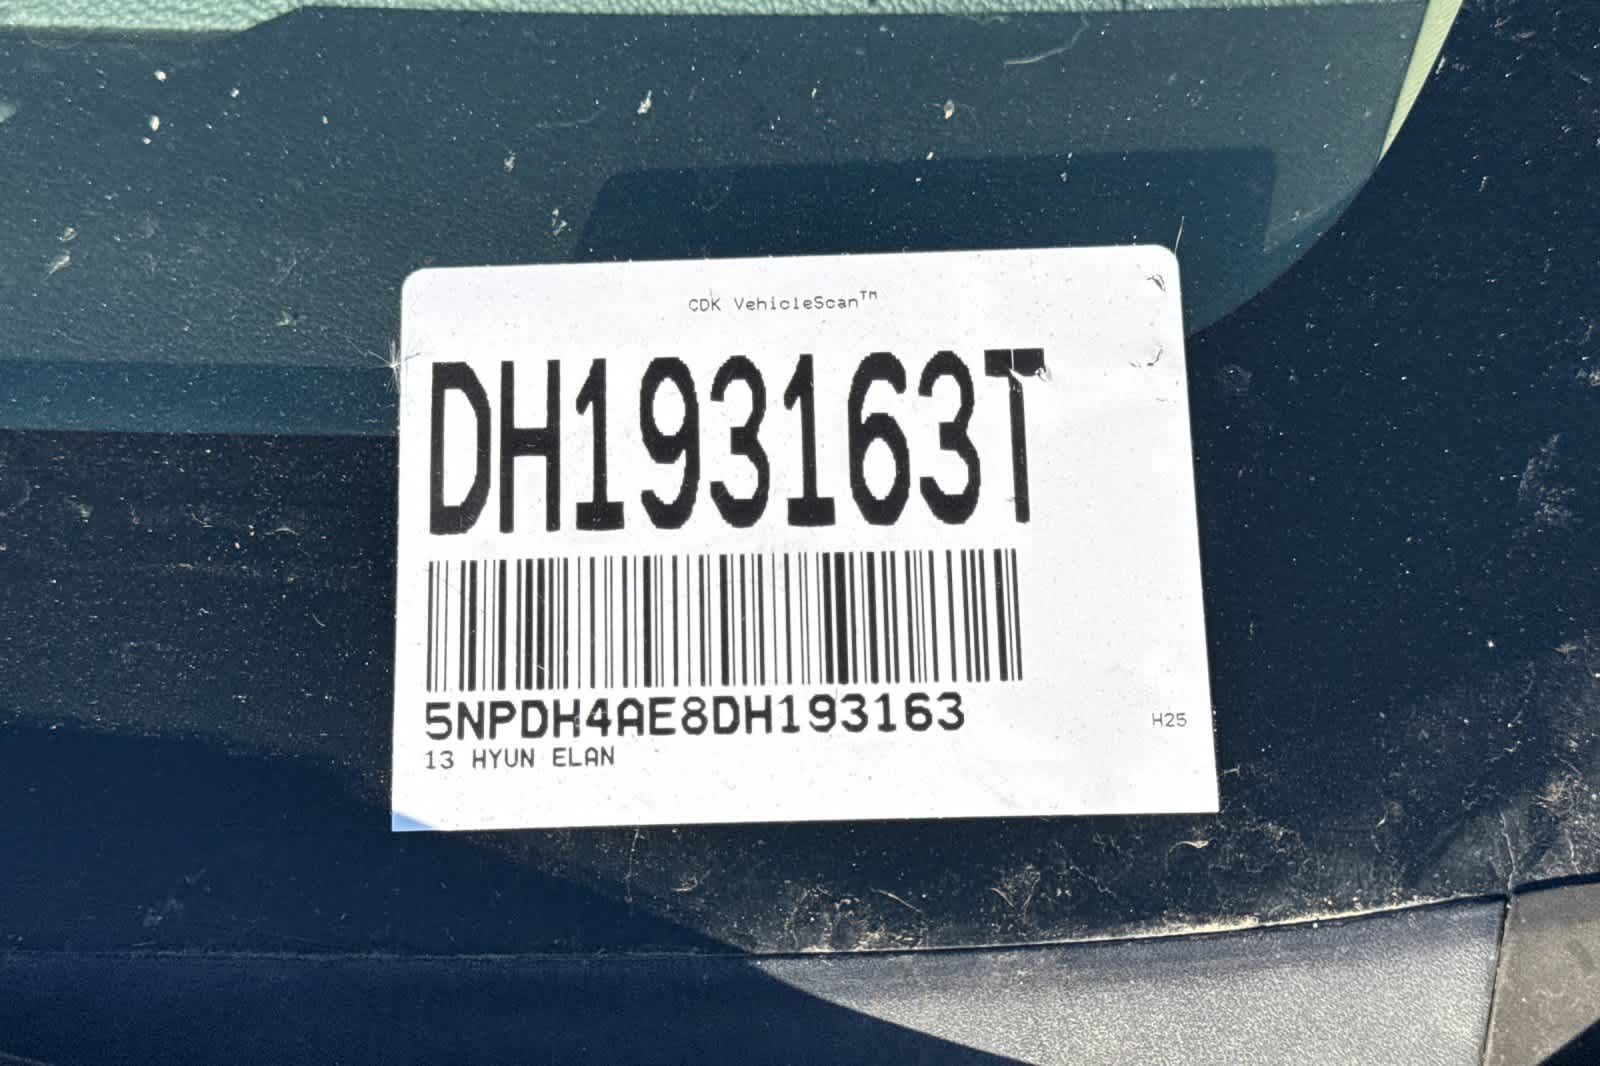 CDK VehicleScan™
DH193163T
5NPDH4AE8DH193163
13 HYUN ELAN
H25